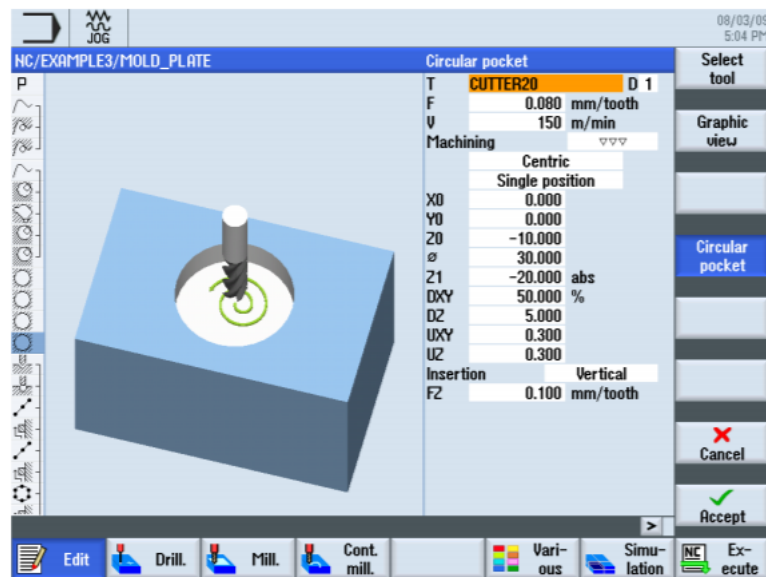 JOG
08/03/09
5:04 PM
NC/EXAMPLE3/MOLD_PLATE
Circular pocket
Select tool
P
T CUTTER20 D 1
F 0.080 mm/tooth
V 150 m/min
Graphic view
Machining ▽▽▽
Centric
Single position
X0 0.000
Y0 0.000
Z0 -10.000
ø 30.000
Circular pocket
Z1 -20.000 abs
DXY 50.000 %
DZ 5.000
UXY 0.300
UZ 0.300
Insertion Vertical
FZ 0.100 mm/tooth
Cancel
Accept
>
Edit
Drill.
Mill.
Cont. mill.
Vari- ous
Simu- lation
NC Ex- ecute